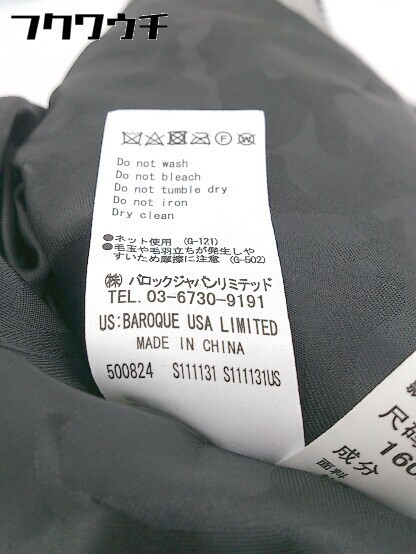 フクウチ
Do not wash
Do not bleach
Do not tumble dry
Do not iron
Dry clean
●ネット使用 (G-121)
●毛玉や毛羽立ちが発生しや
すいため摩擦に注意 (G-502)
(株) バロックジャパンリミテッド
TEL. 03-6730-9191
US: BAROQUE USA LIMITED
MADE IN CHINA
500824 S111131 S111131US
尺码
160
成分
面料